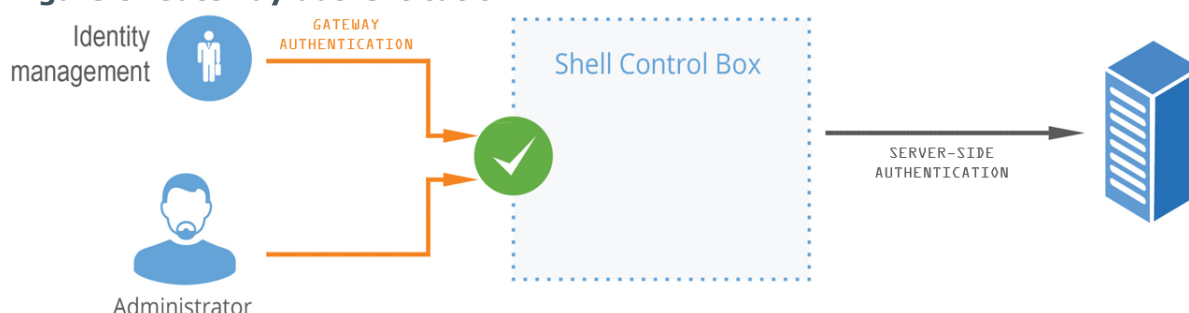 Identity
management
GATEWAY
AUTHENTICATION
Shell Control Box
SERVER-SIDE
AUTHENTICATION
Administrator